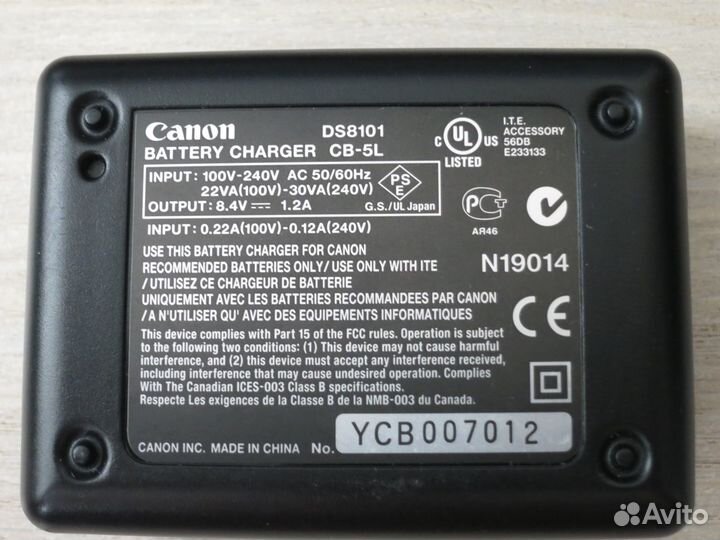 Canon DS8101
BATTERY CHARGER CB-5L
C UL US
LISTED
I.T.E.
ACCESSORY
56DB
E233133
INPUT: 100V-240V AC 50/60Hz
22VA(100V)-30VA(240V)
OUTPUT: 8.4V⎓ 1.2A
PS
E
G.S./UL Japan
INPUT: 0.22A(100V)-0.12A(240V)
РСТ
АЯ46
N19014
USE THIS BATTERY CHARGER FOR CANON
RECOMMENDED BATTERIES ONLY/ USE ONLY WITH ITE
/ UTILISEZ CE CHARGEUR DE BATTERIE
UNIQUEMENT AVEC LES BATTERIES RECOMMANDEES PAR CANON
/ A N'UTILISER QU' AVEC DES EQUIPEMENTS INFORMATIQUES
CE
This device complies with Part 15 of the FCC rules. Operation is subject
to the following two conditions: (1) This device may not cause harmful
interference, and (2) this device must accept any interference received,
including interference that may cause undesired operation. Complies
With The Canadian ICES-003 Class B specifications.
Respecte Les exigences de la Classe B de la NMB-003 du Canada.
CANON INC. MADE IN CHINA No. YCB007012
Avito